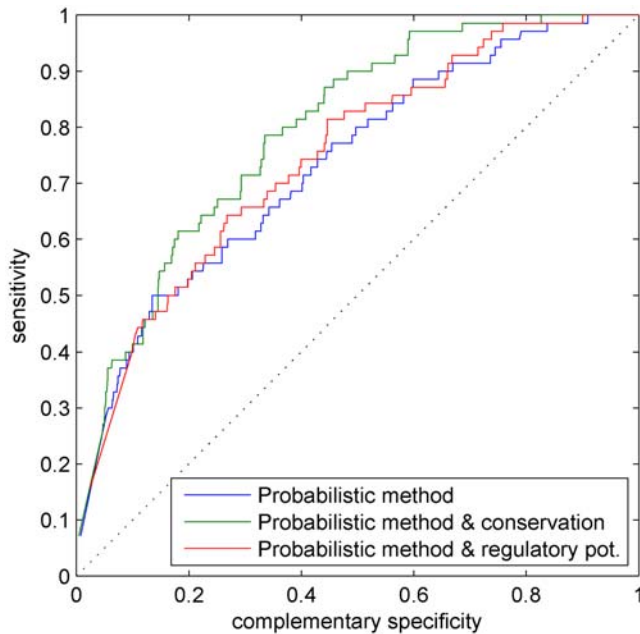 1
0.9
0.8
0.7
0.6
0.5
0.4
0.3
0.2
0.1
0
sensitivity
Probabilistic method
Probabilistic method & conservation
Probabilistic method & regulatory pot.
0 0.2 0.4 0.6 0.8 1
complementary specificity